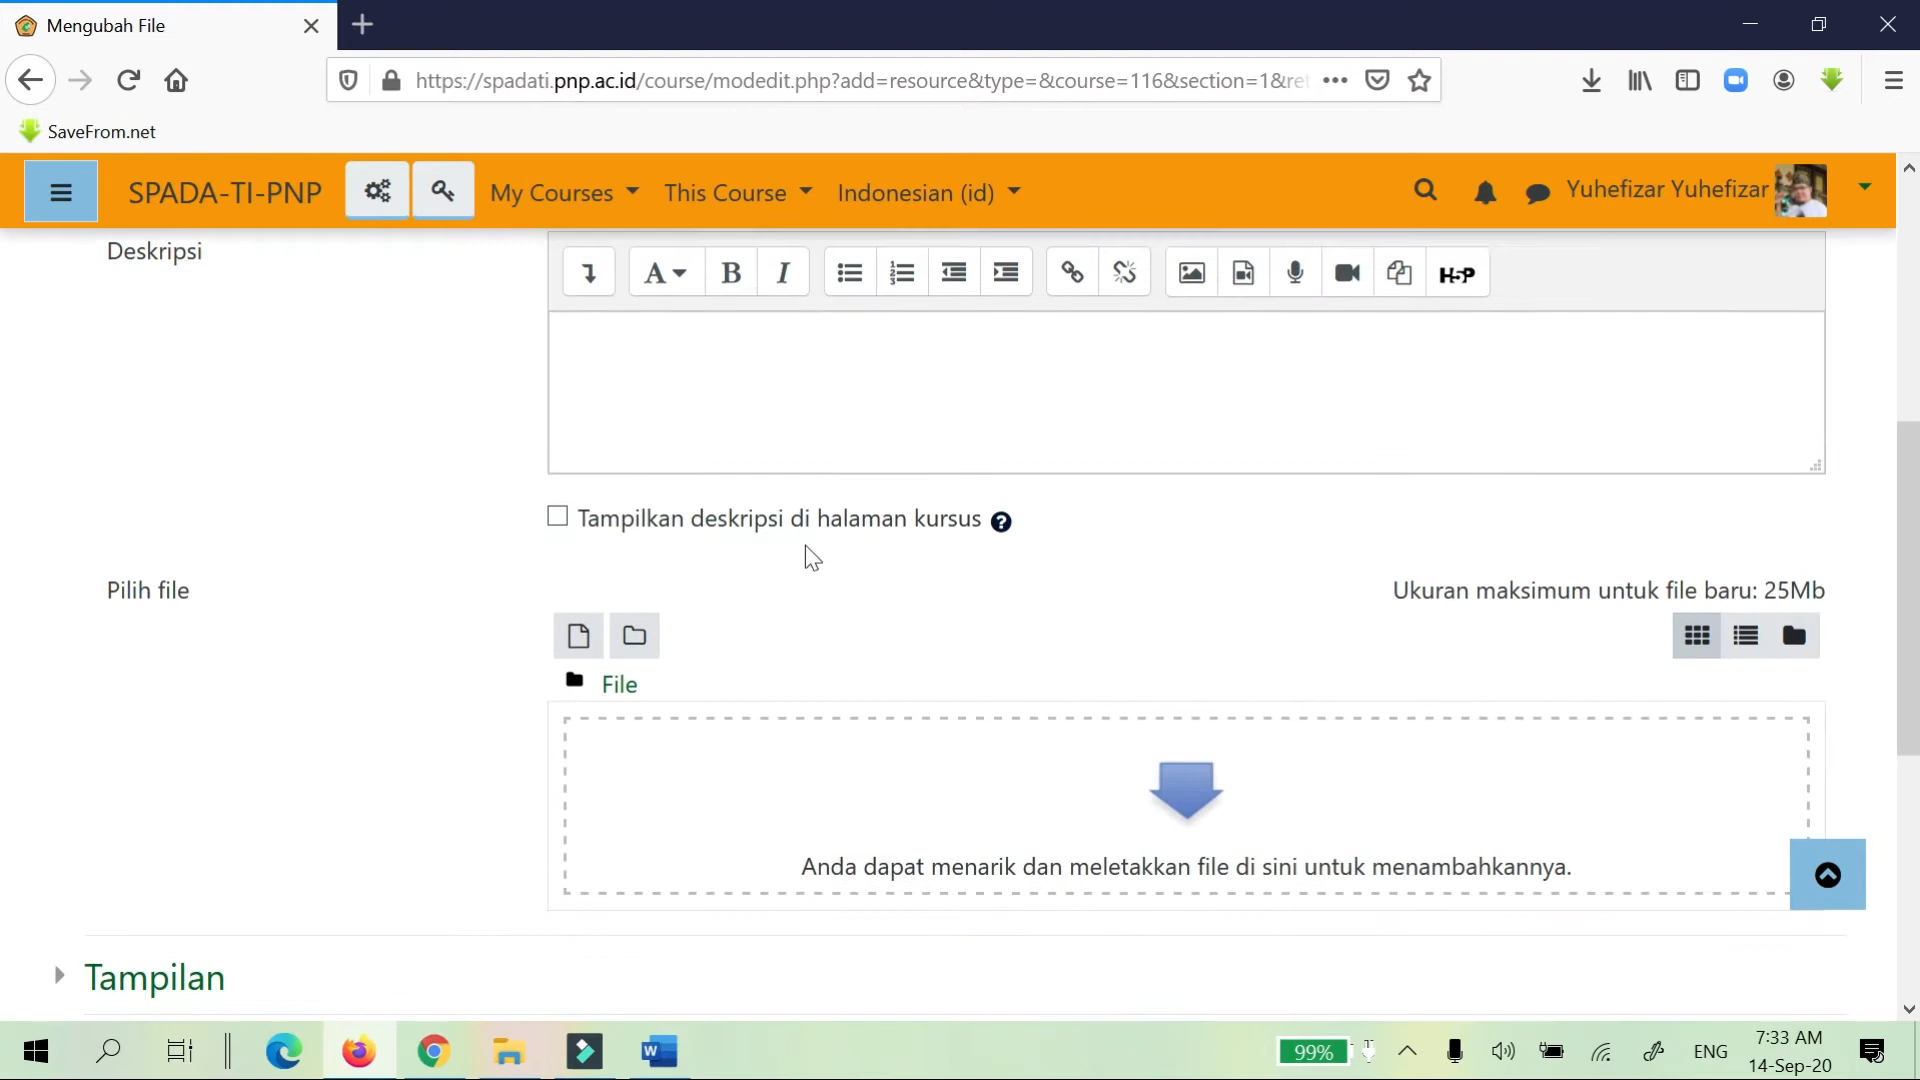 Mengubah File
https://spadati.pnp.ac.id/course/modedit.php?add=resource&type=&course=116&section=1&ret
SaveFrom.net
SPADA-TI-PNP My Courses This Course Indonesian (id) Yuhefizar Yuhefizar
Deskripsi
A B I H5P
Tampilkan deskripsi di halaman kursus
Pilih file Ukuran maksimum untuk file baru: 25Mb
File
Anda dapat menarik dan meletakkan file di sini untuk menambahkannya.
Tampilan
99% ENG 7:33 AM
14-Sep-20